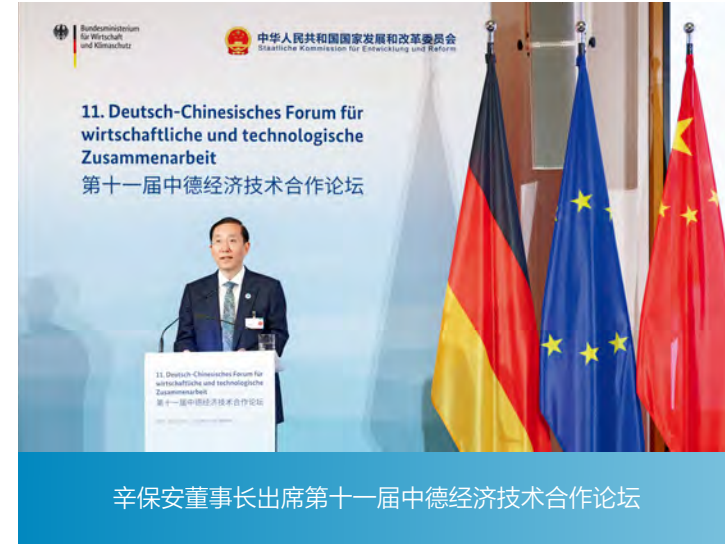 Bundesministerium
für Wirtschaft
und Klimaschutz
中华人民共和国国家发展和改革委员会
Staatliche Kommission für Entwicklung und Reform
11. Deutsch-Chinesisches Forum für
wirtschaftliche und technologische
Zusammenarbeit
第十一届中德经济技术合作论坛
11. Deutsch-Chinesisches Forum für
wirtschaftliche und technologische
Zusammenarbeit
第十一届中德经济技术合作论坛
辛保安董事长出席第十一届中德经济技术合作论坛